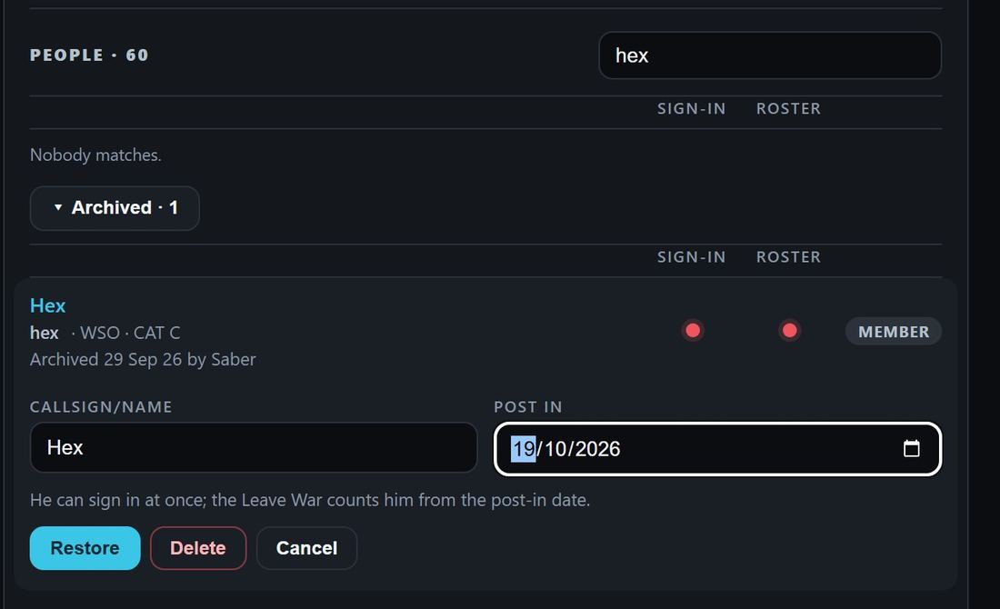 PEOPLE · 60
hex
SIGN-IN ROSTER
Nobody matches.
▾ Archived · 1
SIGN-IN ROSTER
Hex
hex · WSO · CAT C
MEMBER
Archived 29 Sep 26 by Saber
CALLSIGN/NAME POST IN
Hex 19/10/2026
He can sign in at once; the Leave War counts him from the post-in date.
Restore Delete Cancel